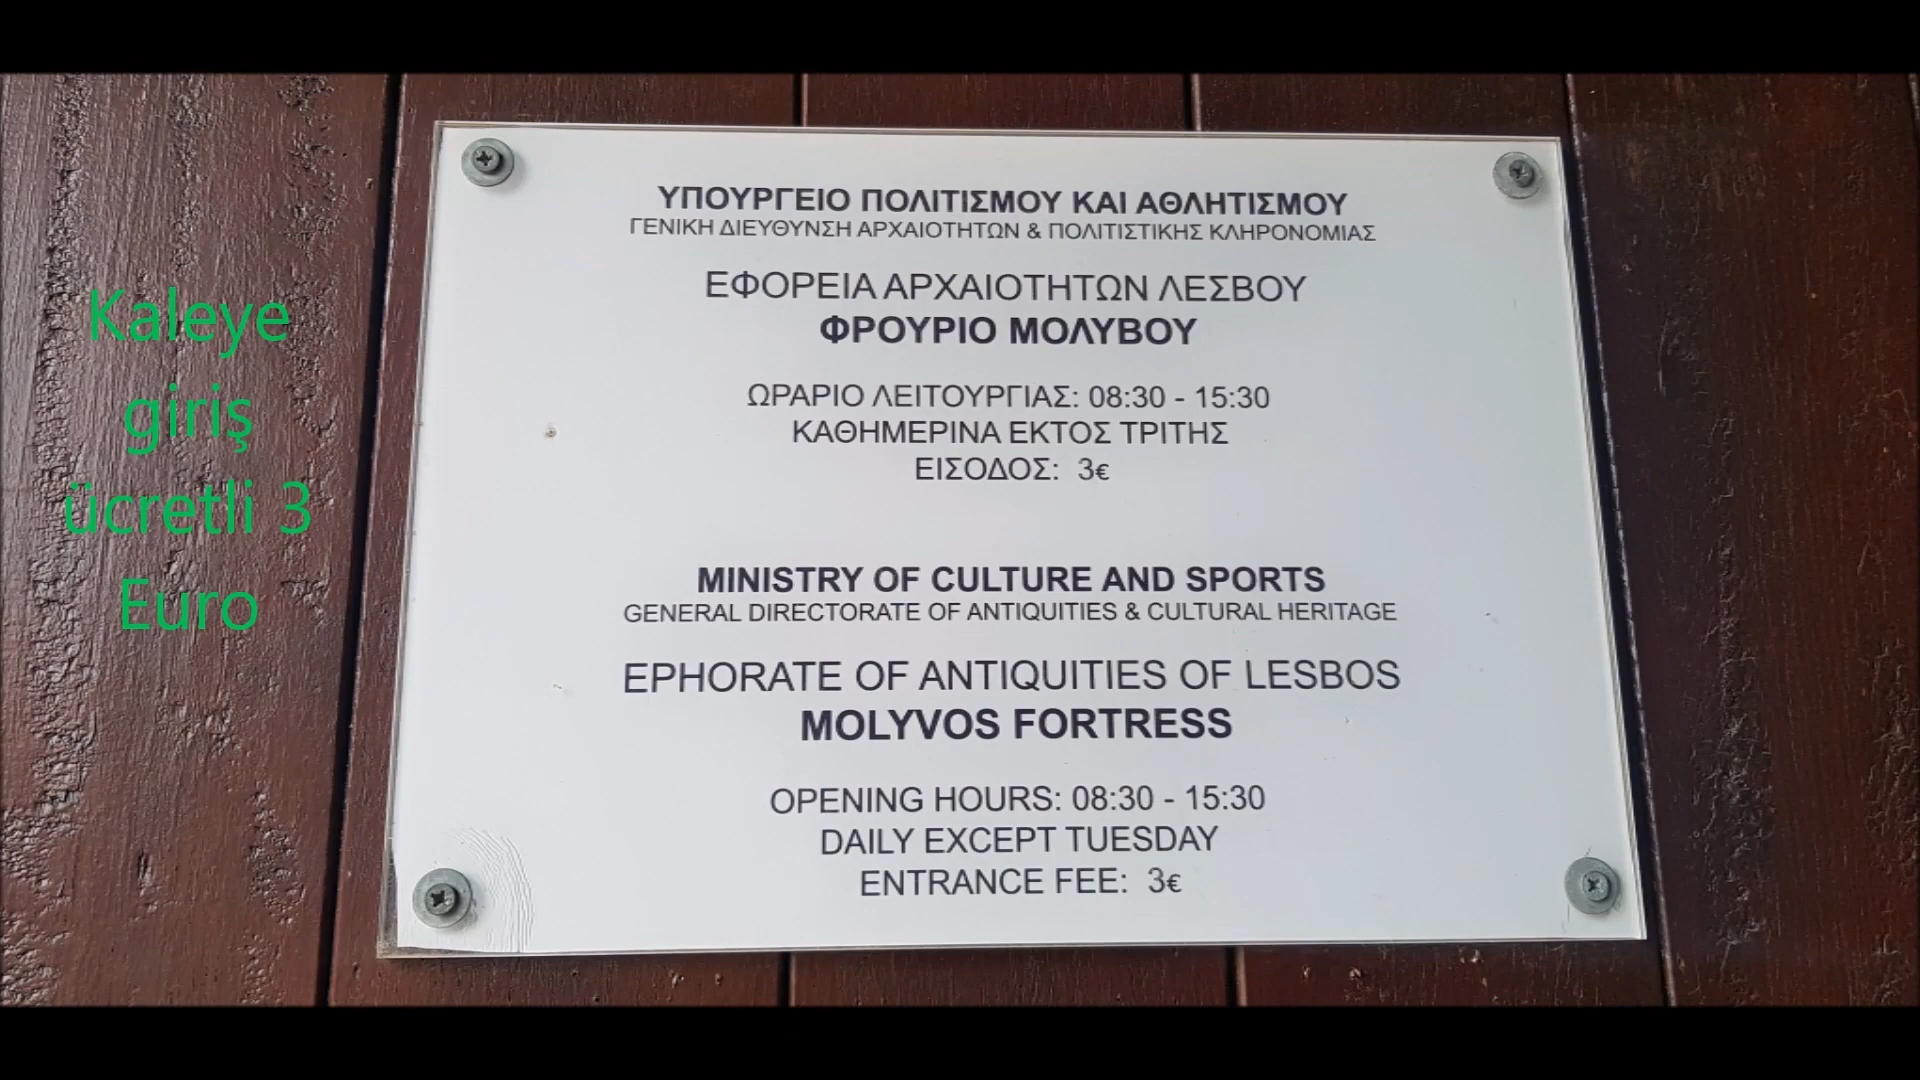 Kaleye
giriş
ücretli 3
Euro
ΥΠΟΥΡΓΕΙΟ ΠΟΛΙΤΙΣΜΟΥ ΚΑΙ ΑΘΛΗΤΙΣΜΟΥ
ΓΕΝΙΚΗ ΔΙΕΥΘΥΝΣΗ ΑΡΧΑΙΟΤΗΤΩΝ & ΠΟΛΙΤΙΣΤΙΚΗΣ ΚΛΗΡΟΝΟΜΙΑΣ
ΕΦΟΡΕΙΑ ΑΡΧΑΙΟΤΗΤΩΝ ΛΕΣΒΟΥ
ΦΡΟΥΡΙΟ ΜΟΛΥΒΟΥ
ΩΡΑΡΙΟ ΛΕΙΤΟΥΡΓΙΑΣ: 08:30 - 15:30
ΚΑΘΗΜΕΡΙΝΑ ΕΚΤΟΣ ΤΡΙΤΗΣ
ΕΙΣΟΔΟΣ: 3€
MINISTRY OF CULTURE AND SPORTS
GENERAL DIRECTORATE OF ANTIQUITIES & CULTURAL HERITAGE
EPHORATE OF ANTIQUITIES OF LESBOS
MOLYVOS FORTRESS
OPENING HOURS: 08:30 - 15:30
DAILY EXCEPT TUESDAY
ENTRANCE FEE: 3€